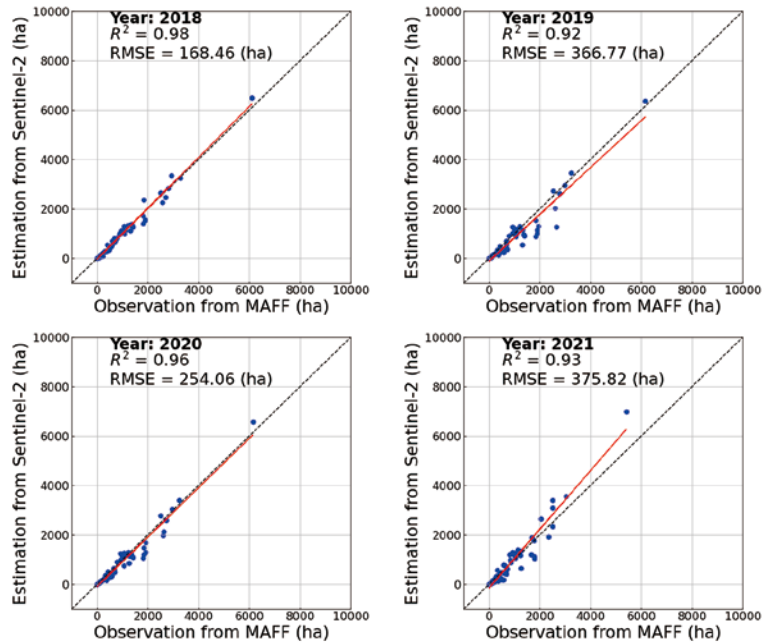 Year: 2018
R² = 0.98
RMSE = 168.46 (ha)
Estimation from Sentinel-2 (ha)
10000
8000
6000
4000
2000
0
0 2000 4000 6000 8000 10000
Observation from MAFF (ha)
Year: 2019
R² = 0.92
RMSE = 366.77 (ha)
Estimation from Sentinel-2 (ha)
10000
8000
6000
4000
2000
0
0 2000 4000 6000 8000 10000
Observation from MAFF (ha)
Year: 2020
R² = 0.96
RMSE = 254.06 (ha)
Estimation from Sentinel-2 (ha)
10000
8000
6000
4000
2000
0
0 2000 4000 6000 8000 10000
Observation from MAFF (ha)
Year: 2021
R² = 0.93
RMSE = 375.82 (ha)
Estimation from Sentinel-2 (ha)
10000
8000
6000
4000
2000
0
0 2000 4000 6000 8000 10000
Observation from MAFF (ha)